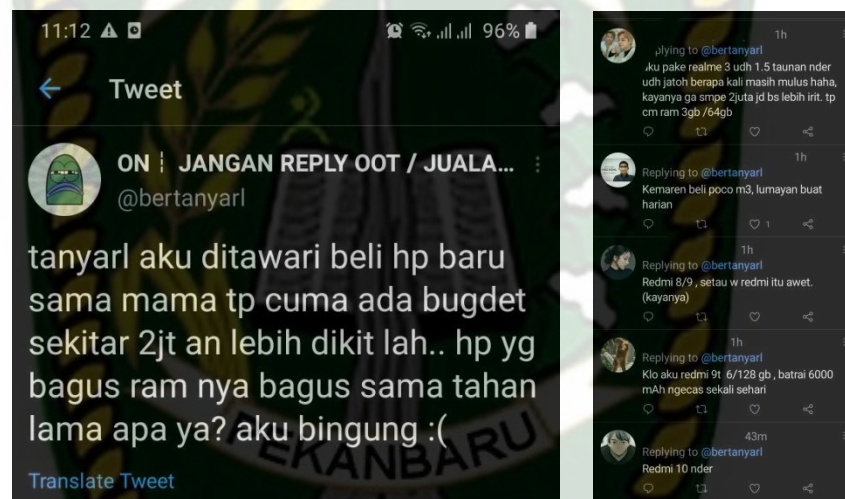 11:12
96%
Tweet
ON ¦ JANGAN REPLY OOT / JUALA...
@bertanyarl
tanyarl aku ditawari beli hp baru
sama mama tp cuma ada bugdet
sekitar 2jt an lebih dikit lah.. hp yg
bagus ram nya bagus sama tahan
lama apa ya? aku bingung :(
PEKANBARU
Translate Tweet
1h
plying to @bertanyarl
ku pake realme 3 udh 1.5 taunan nder
udh jatoh berapa kali masih mulus haha,
kayanya ga smpe 2juta jd bs lebih irit. tp
cm ram 3gb /64gb
1h
Replying to @bertanyarl
Kemaren beli poco m3, lumayan buat
harian
1
1h
Replying to @bertanyarl
Redmi 8/9 , setau w redmi itu awet.
(kayanya)
1h
Replying to @bertanyarl
Klo aku redmi 9t 6/128 gb , batrai 6000
mAh ngecas sekali sehari
43m
Replying to @bertanyarl
Redmi 10 nder